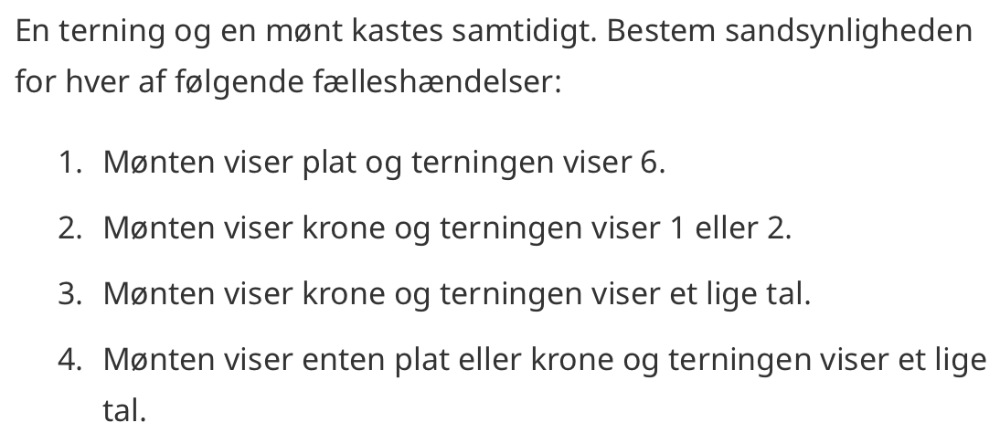 En terning og en mønt kastes samtidigt. Bestem sandsynligheden
for hver af følgende fælleshændelser:
1. Mønten viser plat og terningen viser 6.
2. Mønten viser krone og terningen viser 1 eller 2.
3. Mønten viser krone og terningen viser et lige tal.
4. Mønten viser enten plat eller krone og terningen viser et lige
tal.